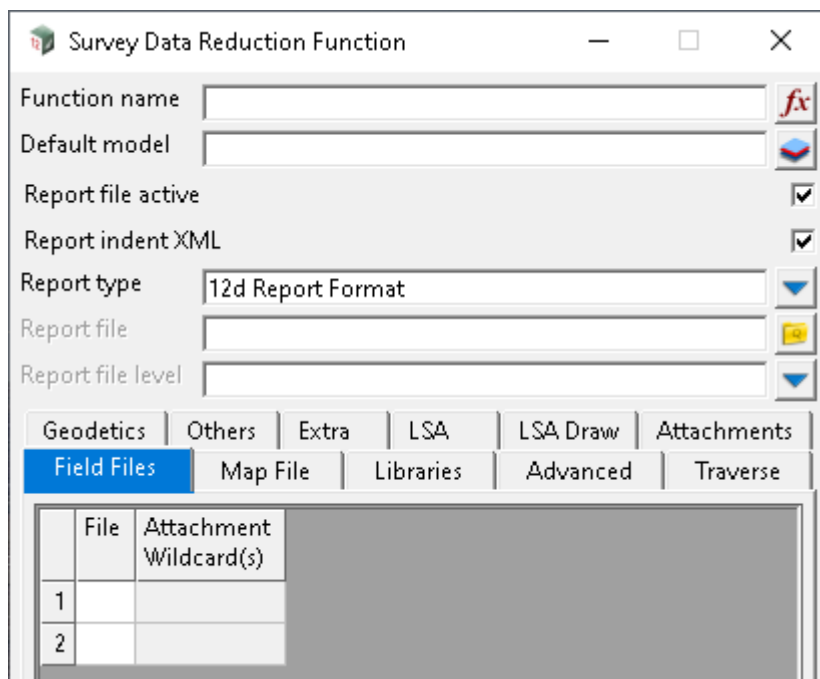 Survey Data Reduction Function
Function name
fx
Default model
Report file active
Report indent XML
Report type 12d Report Format
Report file
Report file level
Geodetics Others Extra LSA LSA Draw Attachments
Field Files Map File Libraries Advanced Traverse
File Attachment
Wildcard(s)
1
2